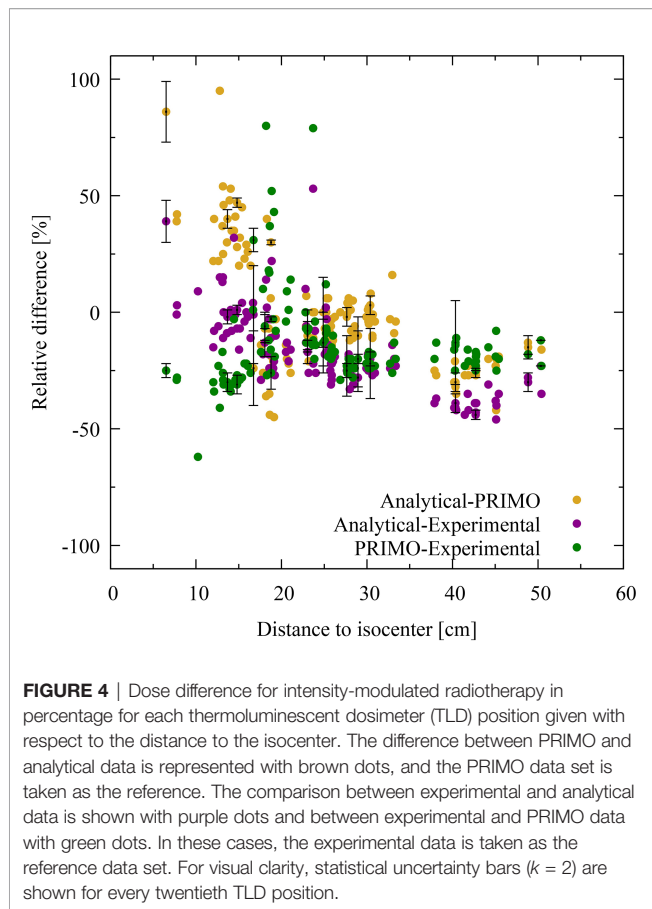 100
50
0
-50
-100
Relative difference [%]
Analytical-PRIMO
Analytical-Experimental
PRIMO-Experimental
0 10 20 30 40 50 60
Distance to isocenter [cm]
FIGURE 4 | Dose difference for intensity-modulated radiotherapy in
percentage for each thermoluminescent dosimeter (TLD) position given with
respect to the distance to the isocenter. The difference between PRIMO and
analytical data is represented with brown dots, and the PRIMO data set is
taken as the reference. The comparison between experimental and analytical
data is shown with purple dots and between experimental and PRIMO data
with green dots. In these cases, the experimental data is taken as the
reference data set. For visual clarity, statistical uncertainty bars (k = 2) are
shown for every twentieth TLD position.